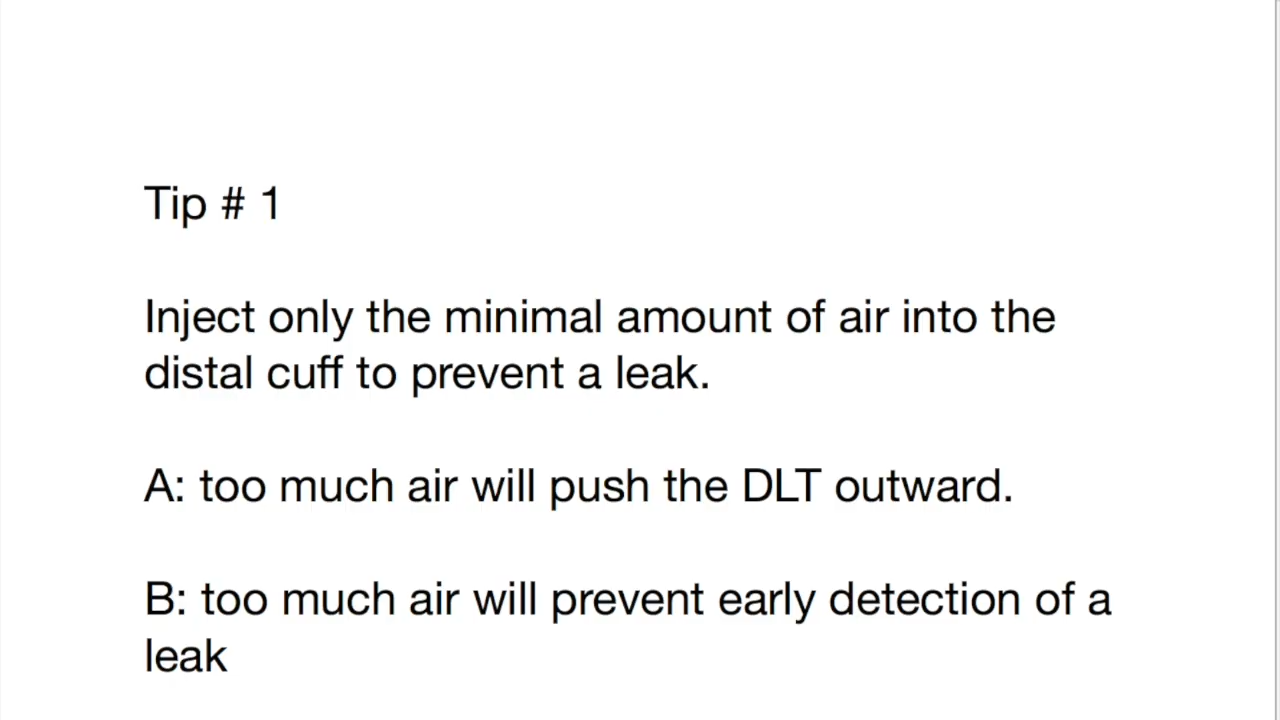 Tip # 1
Inject only the minimal amount of air into the
distal cuff to prevent a leak.
A: too much air will push the DLT outward.
B: too much air will prevent early detection of a
leak